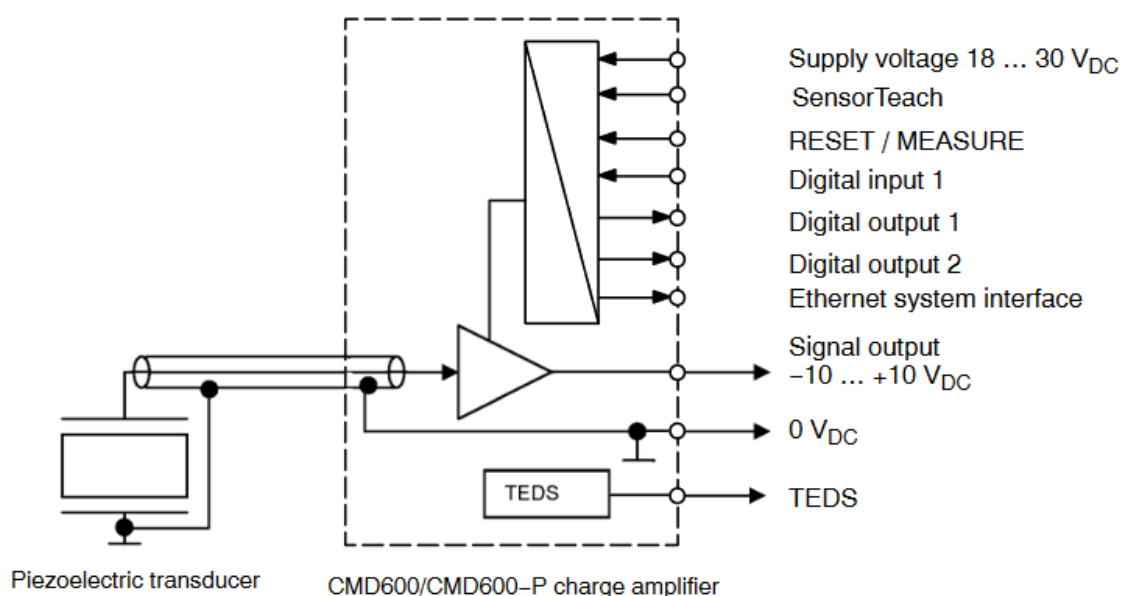 Supply voltage 18 ... 30 VDC
SensorTeach
RESET / MEASURE
Digital input 1
Digital output 1
Digital output 2
Ethernet system interface
Signal output
−10 ... +10 VDC
0 VDC
TEDS
TEDS
Piezoelectric transducer
CMD600/CMD600−P charge amplifier